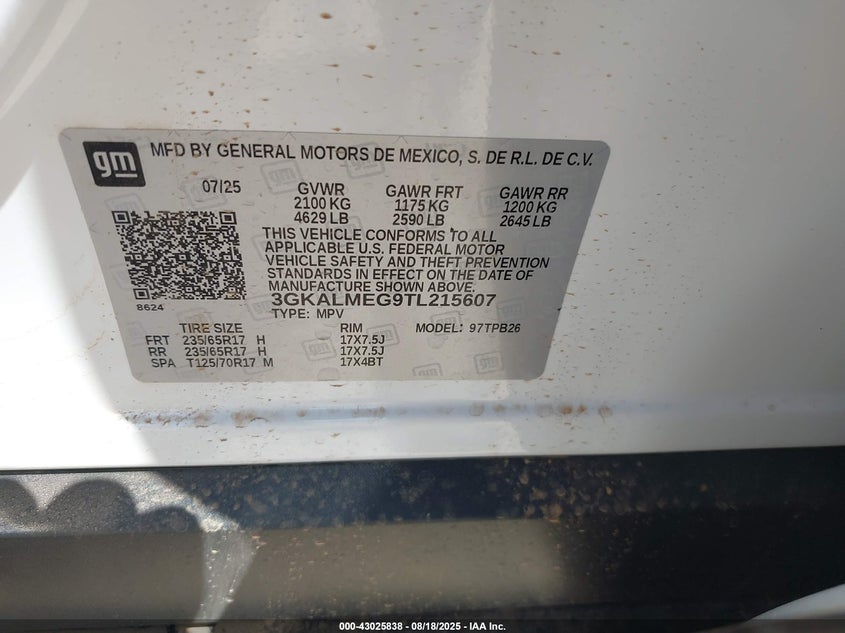 gm MFD BY GENERAL MOTORS DE MEXICO, S. DE R.L. DE C.V.
07/25 GVWR GAWR FRT GAWR RR
2100 KG 1175 KG 1200 KG
4629 LB 2590 LB 2645 LB
THIS VEHICLE CONFORMS TO ALL
APPLICABLE U.S. FEDERAL MOTOR
VEHICLE SAFETY AND THEFT PREVENTION
STANDARDS IN EFFECT ON THE DATE OF
MANUFACTURE SHOWN ABOVE.
8624 3GKALMEG9TL215607
TYPE: MPV
TIRE SIZE RIM MODEL: 97TPB26
FRT 235/65R17 H 17X7.5J
RR 235/65R17 H 17X7.5J
SPA T125/70R17 M 17X4BT
000-43025838 - 08/18/2025 - IAA Inc.